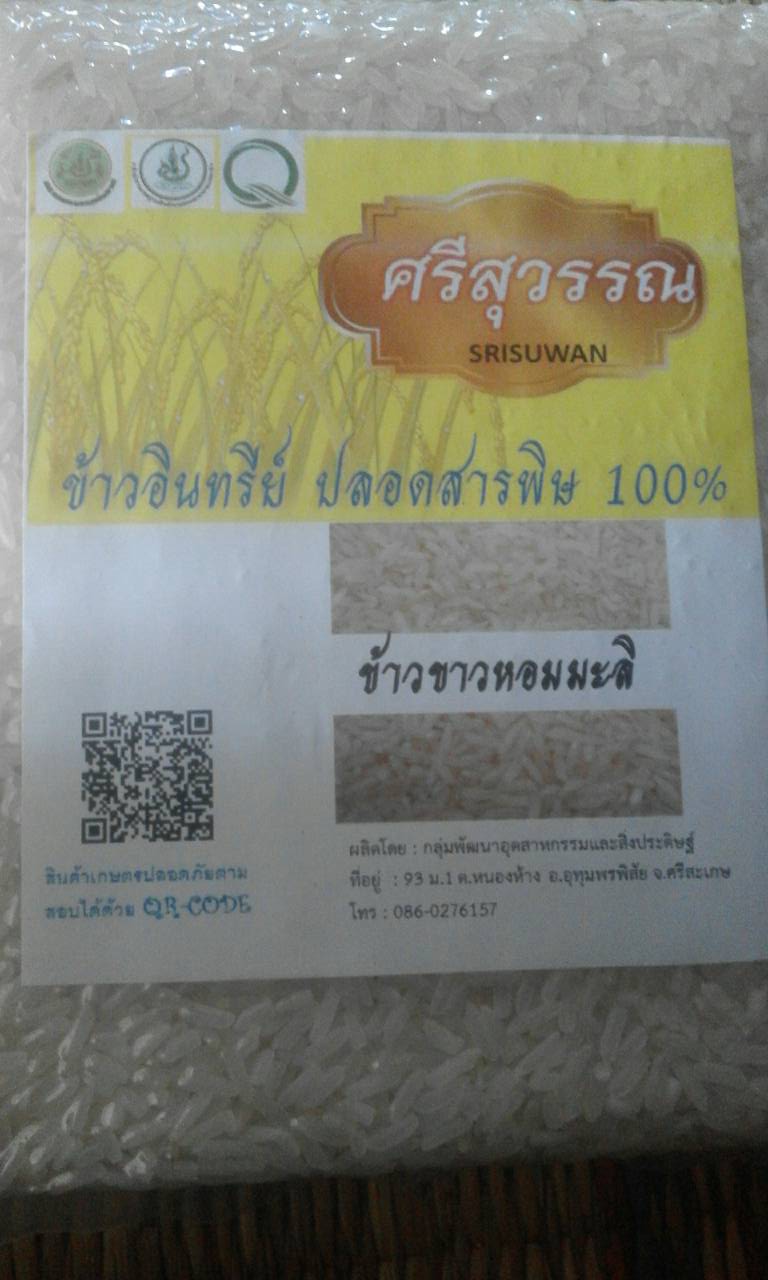 ศรีสุวรรณ
SRISUWAN
ข้าวอินทรีย์ ปลอดสารพิษ 100%
ข้าวขาวหอมมะลิ
ผลิตโดย : กลุ่มพัฒนาอุตสาหกรรมและสิ่งประดิษฐ์
ที่อยู่ : 93 ม.1 ต.หนองห้าง อ.อุทุมพรพิสัย จ.ศรีสะเกษ
โทร : 086-0276157
สินค้าเกษตรปลอดภัยตาม
สอบได้ด้วย QR-CODE